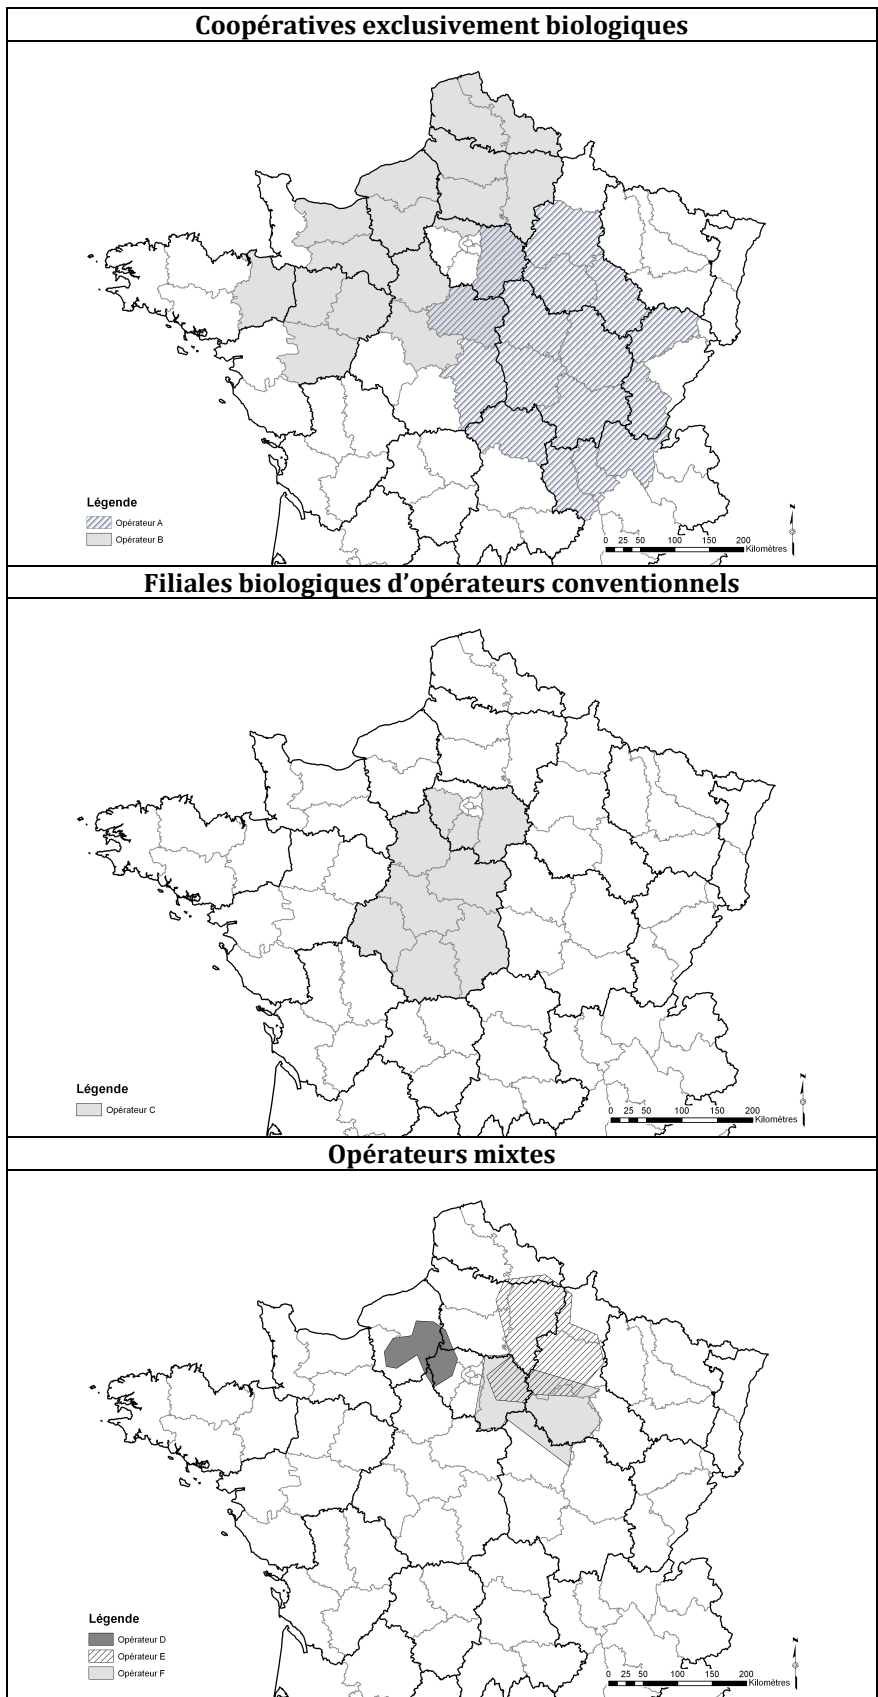 Coopératives exclusivement biologiques
Légende
Opérateur A
Opérateur B
N
0 25 50 100 150 200
Kilomètres
Filiales biologiques d'opérateurs conventionnels
Légende
Opérateur C
N
0 25 50 100 150 200
Kilomètres
Opérateurs mixtes
Légende
Opérateur D
Opérateur E
Opérateur F
N
0 25 50 100 150 200
Kilomètres